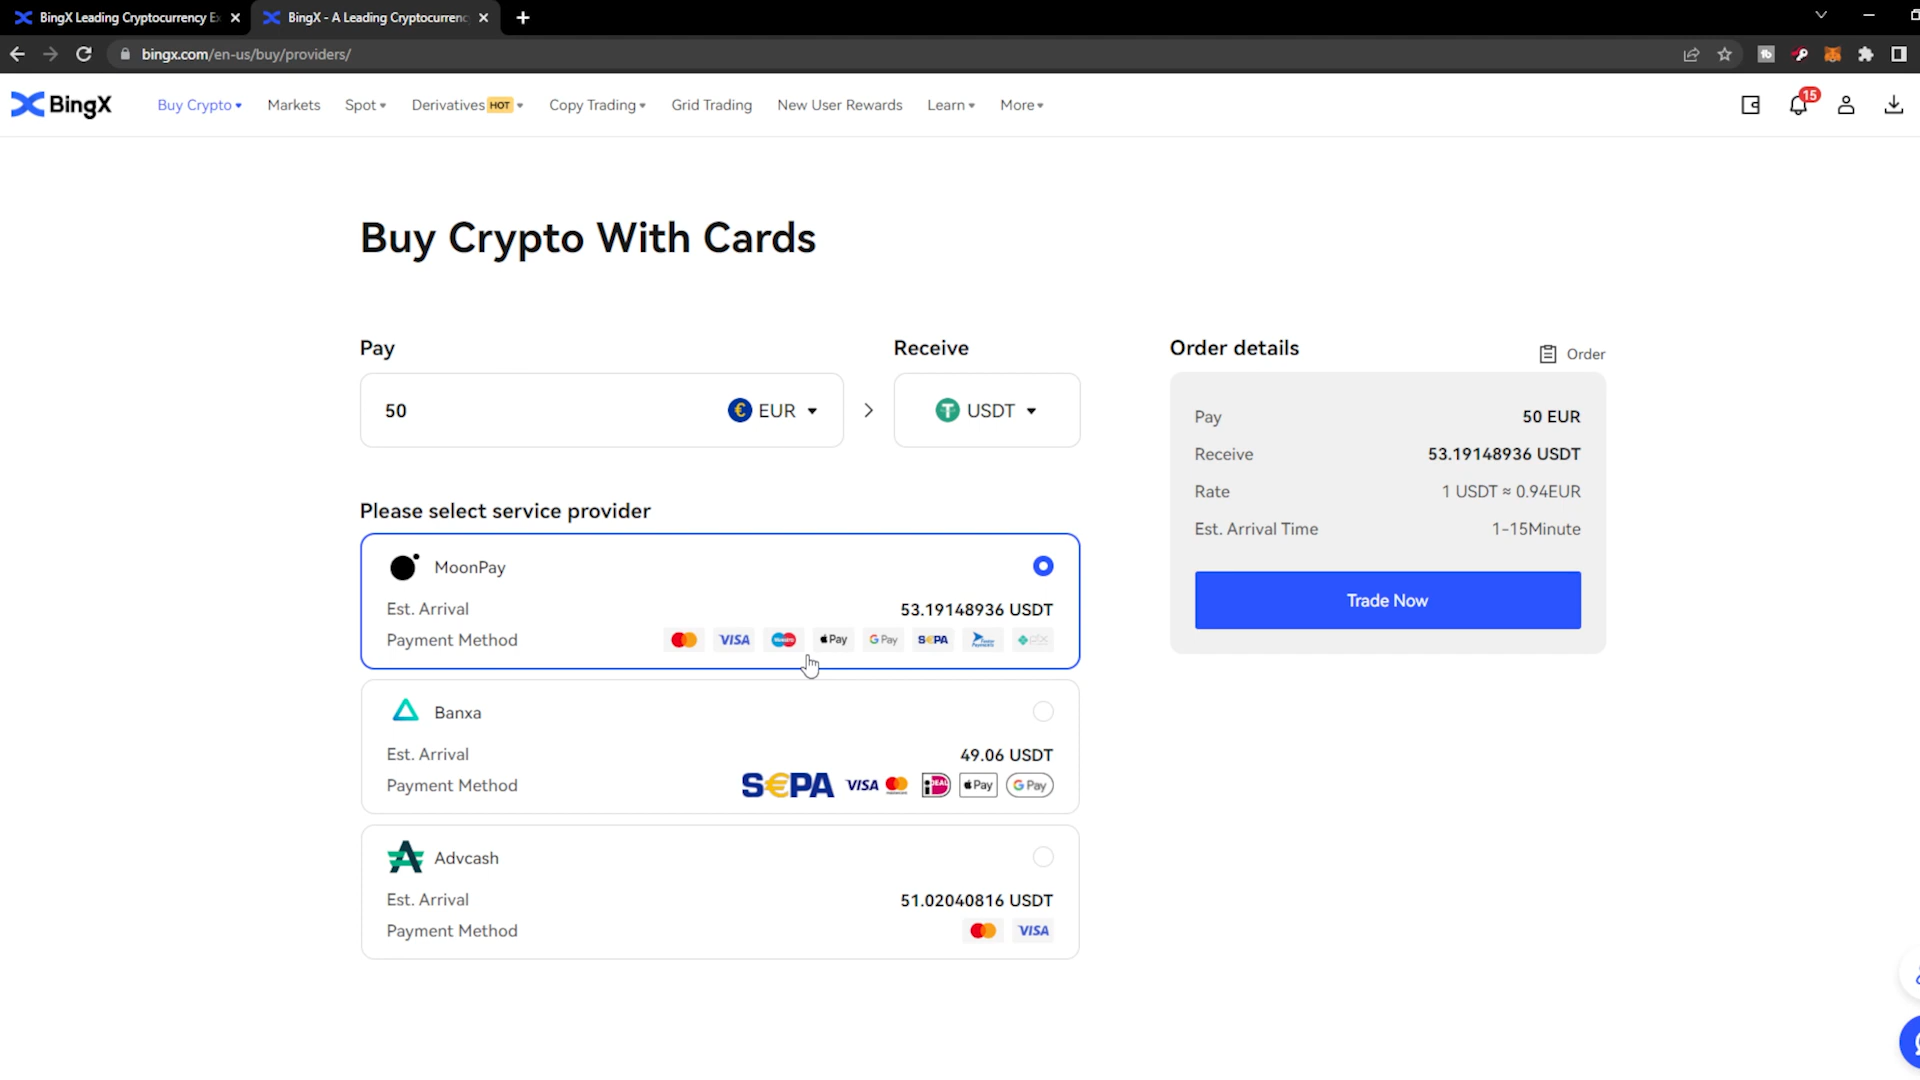 BingX Leading Cryptocurrency Ex
BingX - A Leading Cryptocurrenc
bingx.com/en-us/buy/providers/
BingX
Buy Crypto
Markets
Spot
Derivatives HOT
Copy Trading
Grid Trading
New User Rewards
Learn
More
15
Buy Crypto With Cards
Pay
Receive
50
EUR
USDT
Please select service provider
MoonPay
Est. Arrival
53.19148936 USDT
Payment Method
VISA
Pay
G Pay
S€PA
Banxa
Est. Arrival
49.06 USDT
Payment Method
S€PA VISA iDEAL Pay G Pay
Advcash
Est. Arrival
51.02040816 USDT
Payment Method
VISA
Order details
Order
Pay
50 EUR
Receive
53.19148936 USDT
Rate
1 USDT ≈ 0.94EUR
Est. Arrival Time
1-15Minute
Trade Now